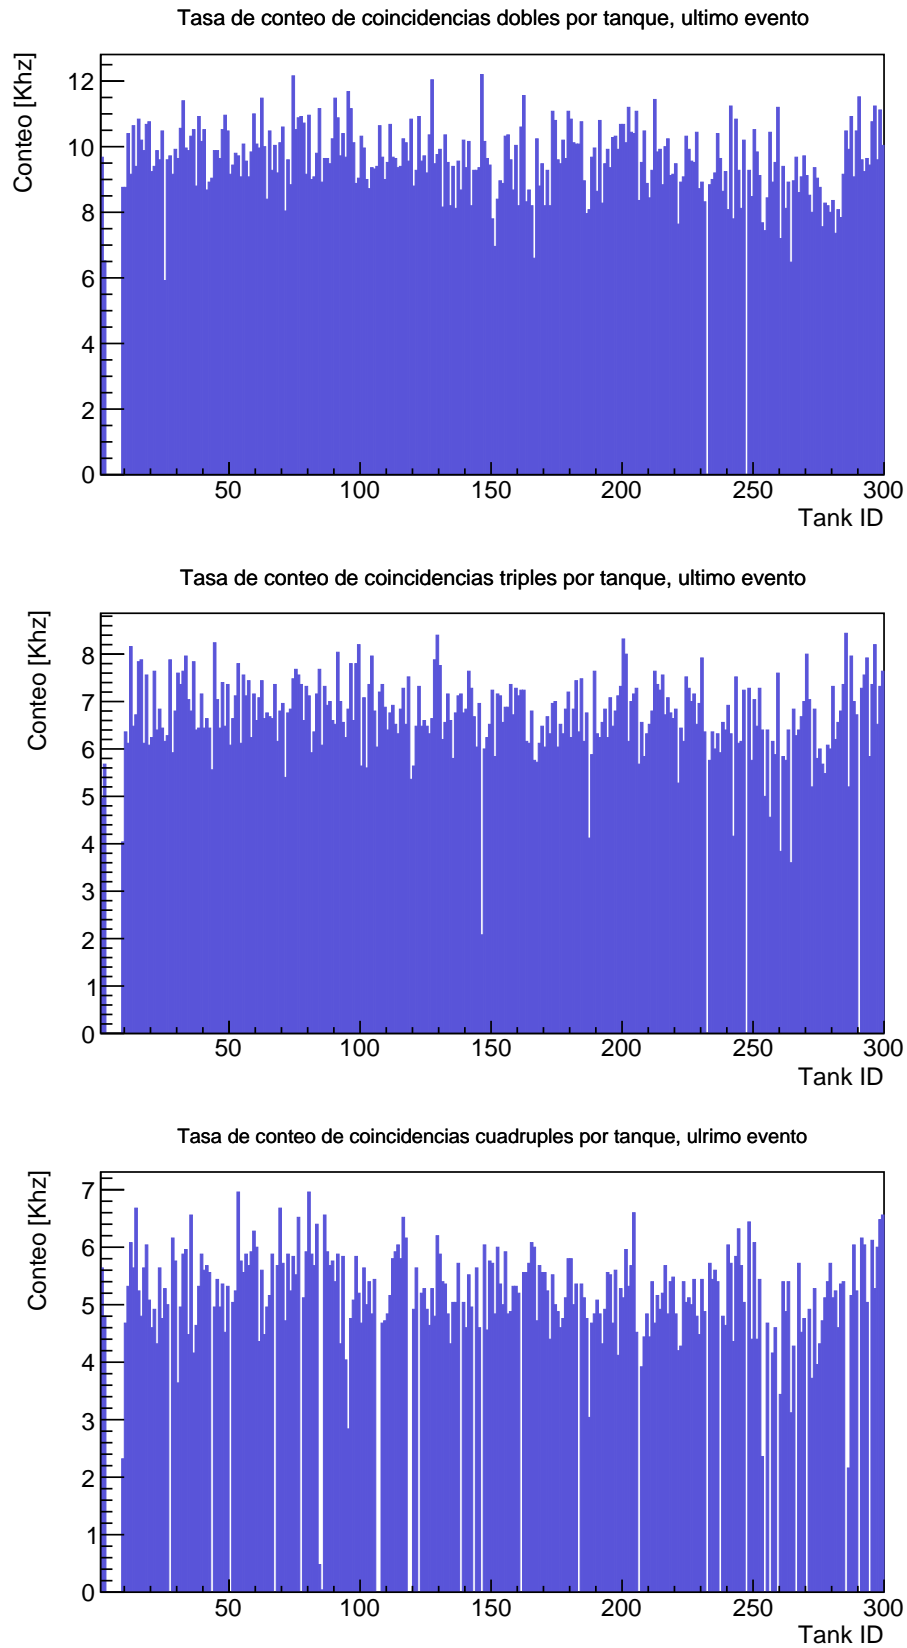 Tasa de conteo de coincidencias dobles por tanque, ultimo evento
Conteo [Khz]
12
10
8
6
4
2
0
50 100 150 200 250 300
Tank ID
Tasa de conteo de coincidencias triples por tanque, ultimo evento
Conteo [Khz]
8
7
6
5
4
3
2
1
0
50 100 150 200 250 300
Tank ID
Tasa de conteo de coincidencias cuadruples por tanque, ulrimo evento
Conteo [Khz]
7
6
5
4
3
2
1
0
50 100 150 200 250 300
Tank ID